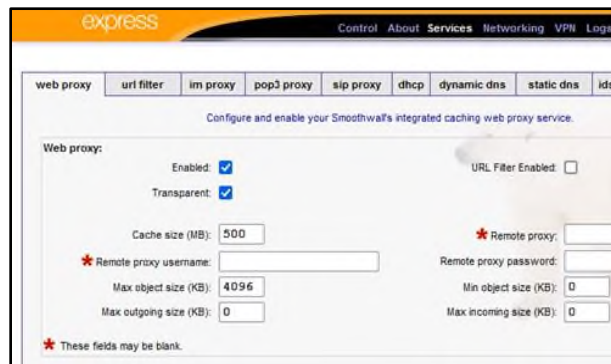 express
Control About Services Networking VPN Logs
web proxy url filter im proxy pop3 proxy sip proxy dhcp dynamic dns static dns ids
Configure and enable your Smoothwall's integrated caching web proxy service.
Web proxy:
Enabled: URL Filter Enabled:
Transparent:
Cache size (MB): 500 * Remote proxy:
* Remote proxy username: Remote proxy password:
Max object size (KB): 4096 Min object size (KB): 0
Max outgoing size (KB): 0 Max incoming size (KB): 0
* These fields may be blank.